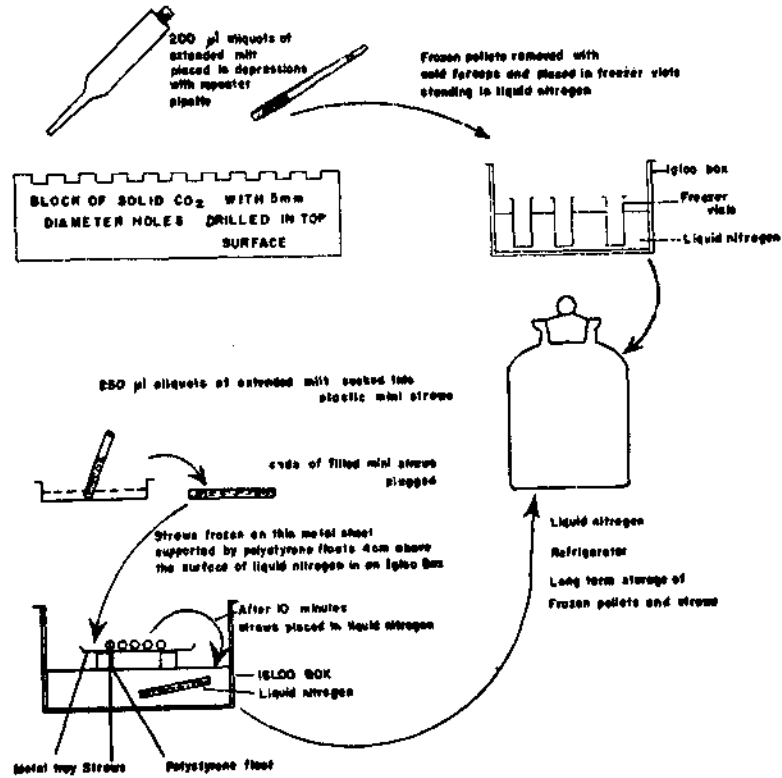 200 µl aliquots of
extended milt
placed in depressions
with repeater
pipette
Frozen pellets removed with
cold forceps and placed in freezer vials
standing in liquid nitrogen
BLOCK OF SOLID CO2 WITH 5mm
DIAMETER HOLES DRILLED IN TOP
SURFACE
Igloo box
Freezer
vials
Liquid nitrogen
250 µl aliquots of extended milt sucked into
plastic mini straws
ends of filled mini straws
plugged
Straws frozen on thin metal sheet
supported by polystyrene floats 4cm above
the surface of liquid nitrogen in an Igloo Box
After 10 minutes
straws placed in liquid nitrogen
IGLOO BOX
Liquid nitrogen
Metal tray Straws Polystyrene float
Liquid nitrogen
Refrigerator
Long term storage of
Frozen pellets and straws